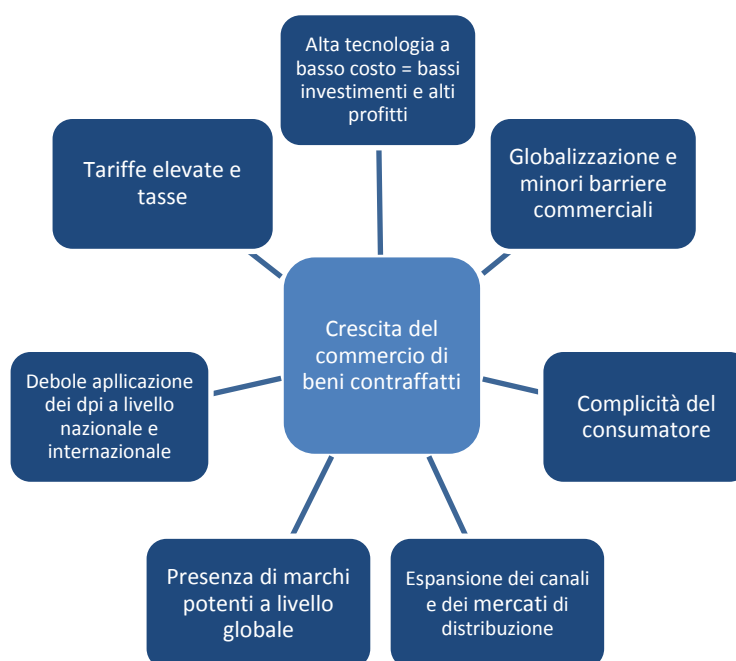 Alta tecnologia a
basso costo = bassi
investimenti e alti
profitti
Tariffe elevate e
tasse
Globalizzazione e
minori barriere
commerciali
Crescita del
commercio di
beni contraffatti
Debole apllicazione
dei dpi a livello
nazionale e
internazionale
Complicità del
consumatore
Presenza di marchi
potenti a livello
globale
Espansione dei canali
e dei mercati di
distribuzione